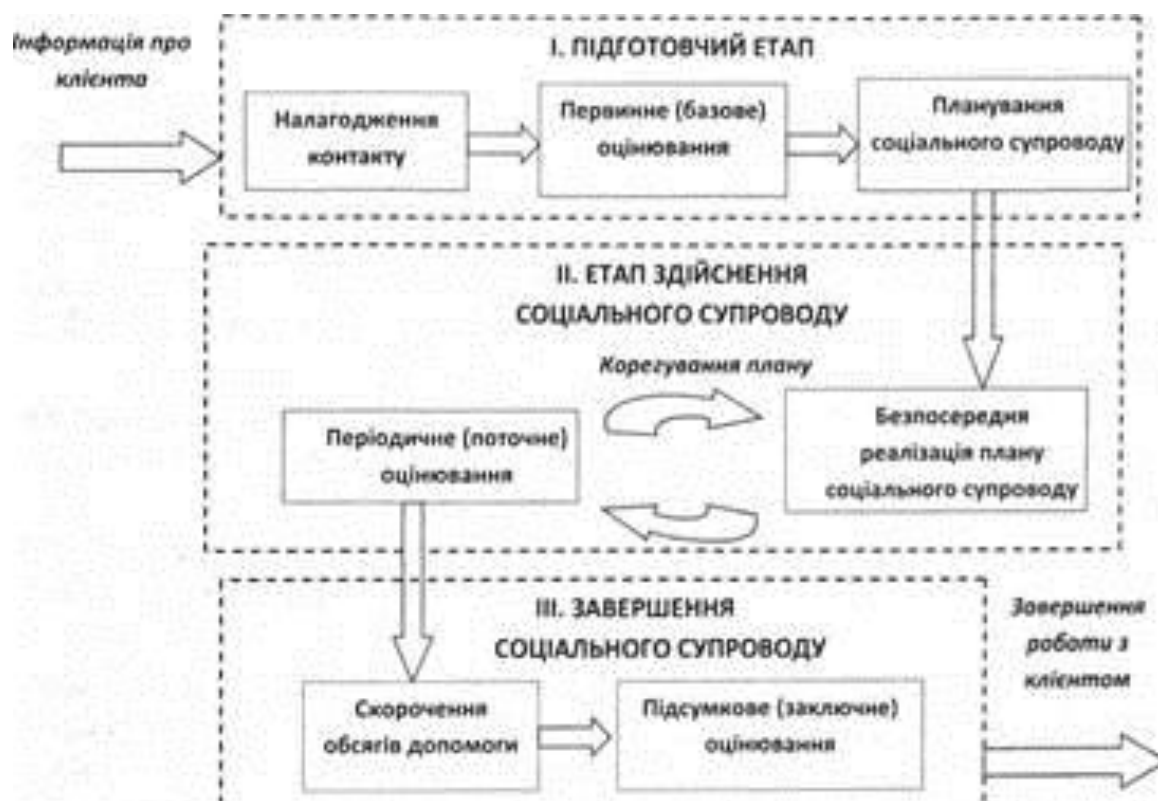 Інформація про
клієнта
І. ПІДГОТОВЧИЙ ЕТАП
Налагодження
контакту
Первинне (базове)
оцінювання
Планування
соціального супроводу
ІІ. ЕТАП ЗДІЙСНЕННЯ
СОЦІАЛЬНОГО СУПРОВОДУ
Корегування плану
Періодичне (поточне)
оцінювання
Безпосередня
реалізація плану
соціального супроводу
ІІІ. ЗАВЕРШЕННЯ
СОЦІАЛЬНОГО СУПРОВОДУ
Скорочення
обсягів допомоги
Підсумкове (заключне)
оцінювання
Завершення
роботи з
клієнтом